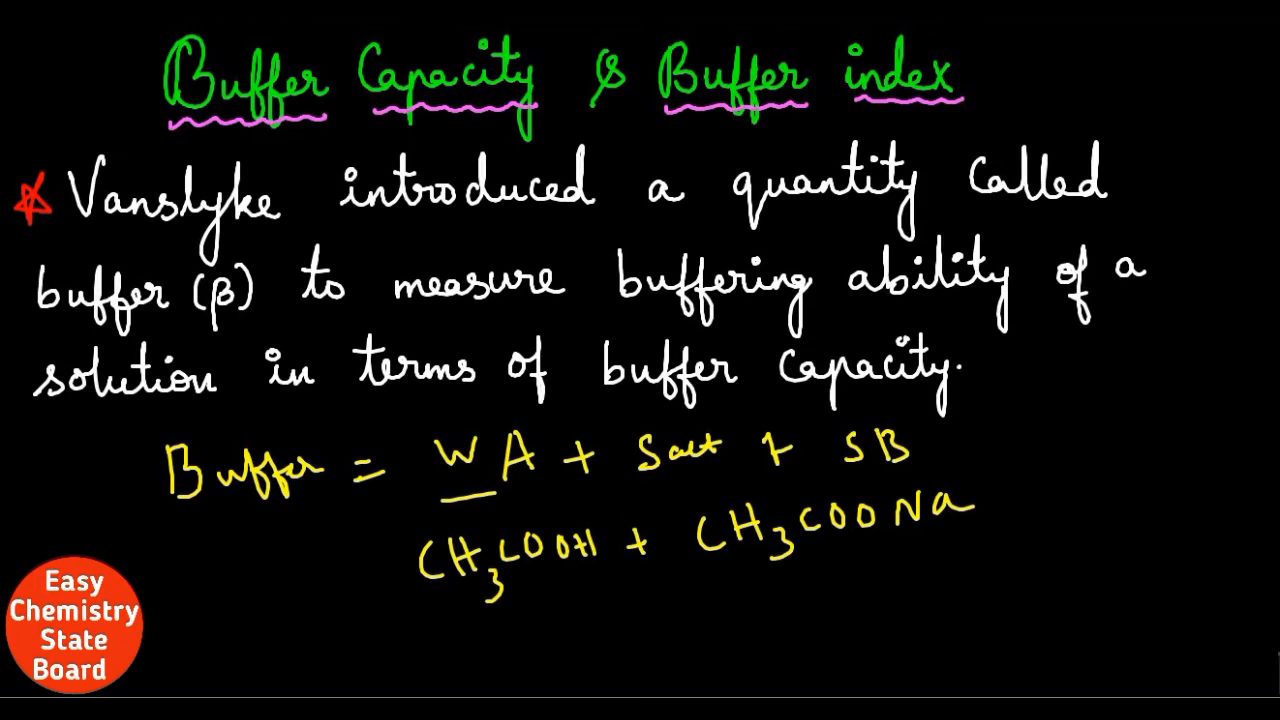 Buffer Capacity & Buffer index
Vanslyke introduced a quantity called
buffer (β) to measure buffering ability of a
solution in terms of buffer capacity.
Buffer = WA + Salt + SB
CH₃COOH + CH₃COONa
Easy
Chemistry
State
Board